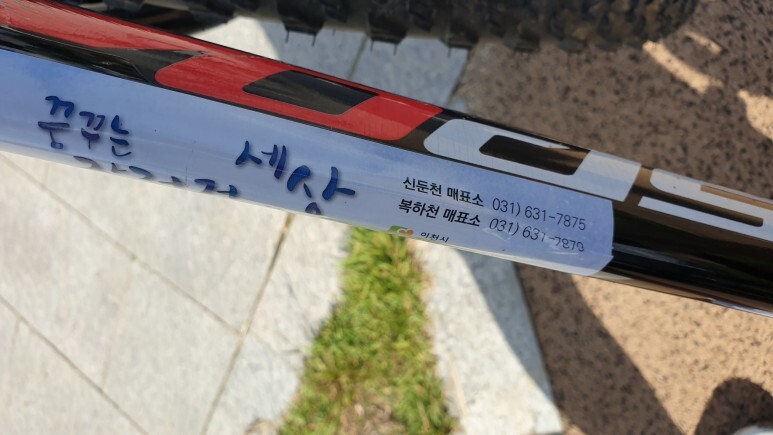 꿈꾸는
세상
신둔천 매표소 031) 631-7875
복하천 매표소 031) 631-7879
이천시